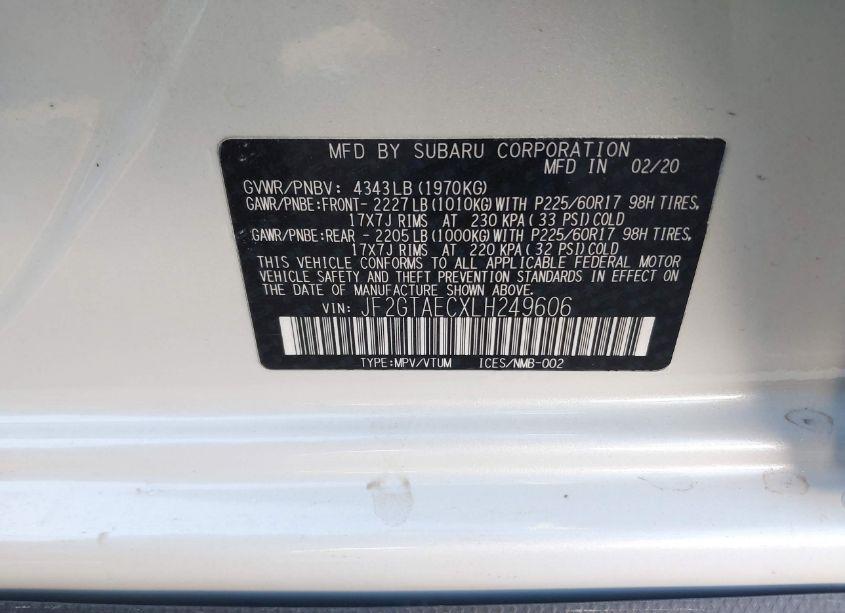 MFD BY SUBARU CORPORATION
MFD IN 02/20
GVWR/PNBV: 4343LB(1970KG)
GAWR/PNBE:FRONT- 2227LB(1010KG)WITH P225/60R17 98H TIRES,
17X7J RIMS AT 230 KPA(33 PSI)COLD
GAWR/PNBE:REAR - 2205LB(1000KG)WITH P225/60R17 98H TIRES,
17X7J RIMS AT 220 KPA(32 PSI)COLD
THIS VEHICLE CONFORMS TO ALL APPLICABLE FEDERAL MOTOR
VEHICLE SAFETY AND THEFT PREVENTION STANDARDS IN EFFECT ON
THE DATE OF MANUFACTURE SHOWN ABOVE.
VIN: JF2GTAECXLH249606
TYPE:MPV/VTUM ICES/NMB-002